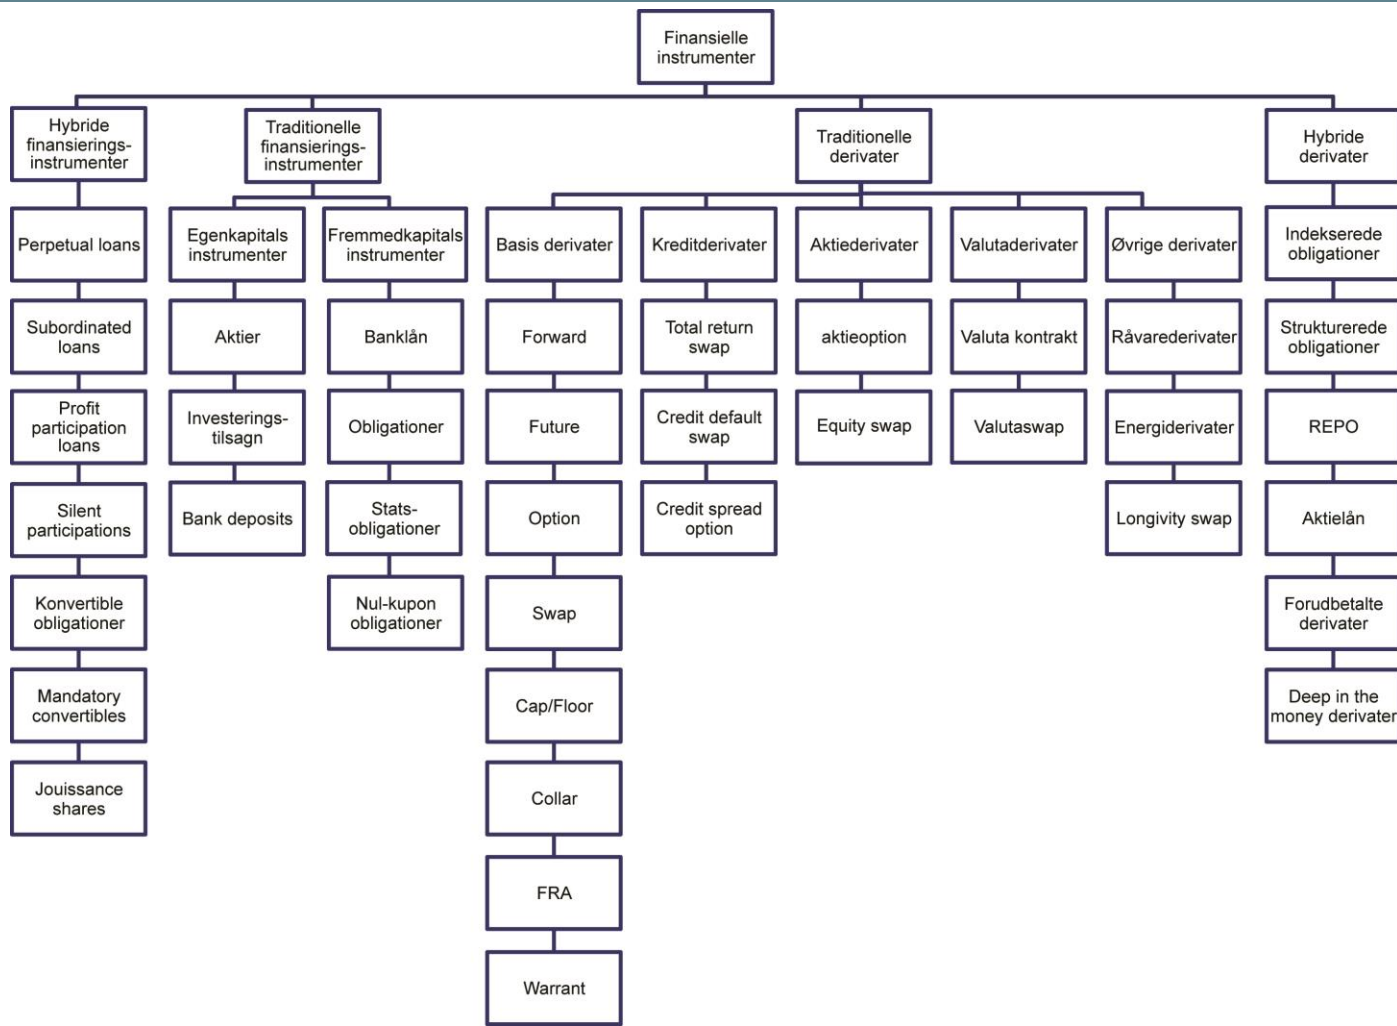 Finansielle
instrumenter
Hybride
finansierings-
instrumenter
Traditionelle
finansierings-
instrumenter
Traditionelle
derivater
Hybride
derivater
Perpetual loans
Egenkapitals
instrumenter
Fremmedkapitals
instrumenter
Basis derivater
Kreditderivater
Aktiederivater
Valutaderivater
Øvrige derivater
Indekserede
obligationer
Subordinated
loans
Aktier
Banklån
Forward
Total return
swap
aktieoption
Valuta kontrakt
Råvarederivater
Strukturerede
obligationer
Profit
participation
loans
Investerings-
tilsagn
Obligationer
Future
Credit default
swap
Equity swap
Valutaswap
Energiderivater
REPO
Silent
participations
Bank deposits
Stats-
obligationer
Option
Credit spread
option
Longivity swap
Aktielån
Konvertible
obligationer
Nul-kupon
obligationer
Swap
Forudbetalte
derivater
Mandatory
convertibles
Cap/Floor
Deep in the
money derivater
Jouissance
shares
Collar
FRA
Warrant